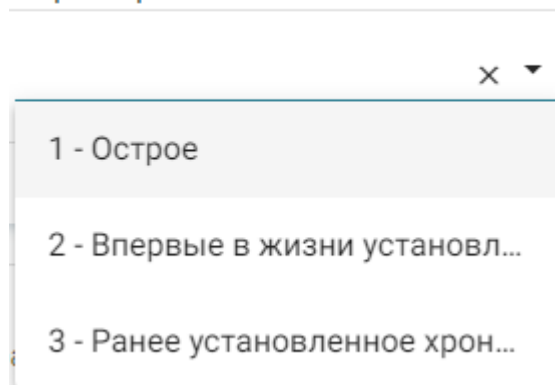 1 - Острое
2 - Впервые в жизни установл...
3 - Ранее установленное хрон...